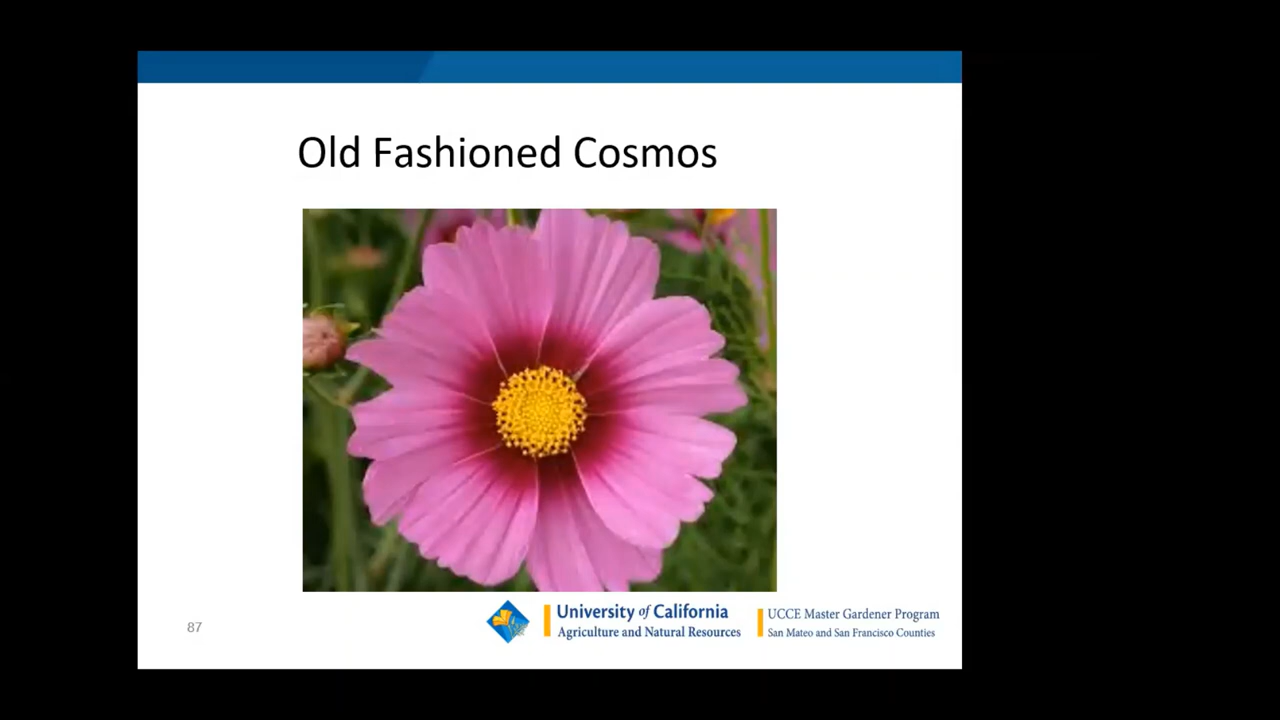 Old Fashioned Cosmos
87
University of California
Agriculture and Natural Resources
UCCE Master Gardener Program
San Mateo and San Francisco Counties